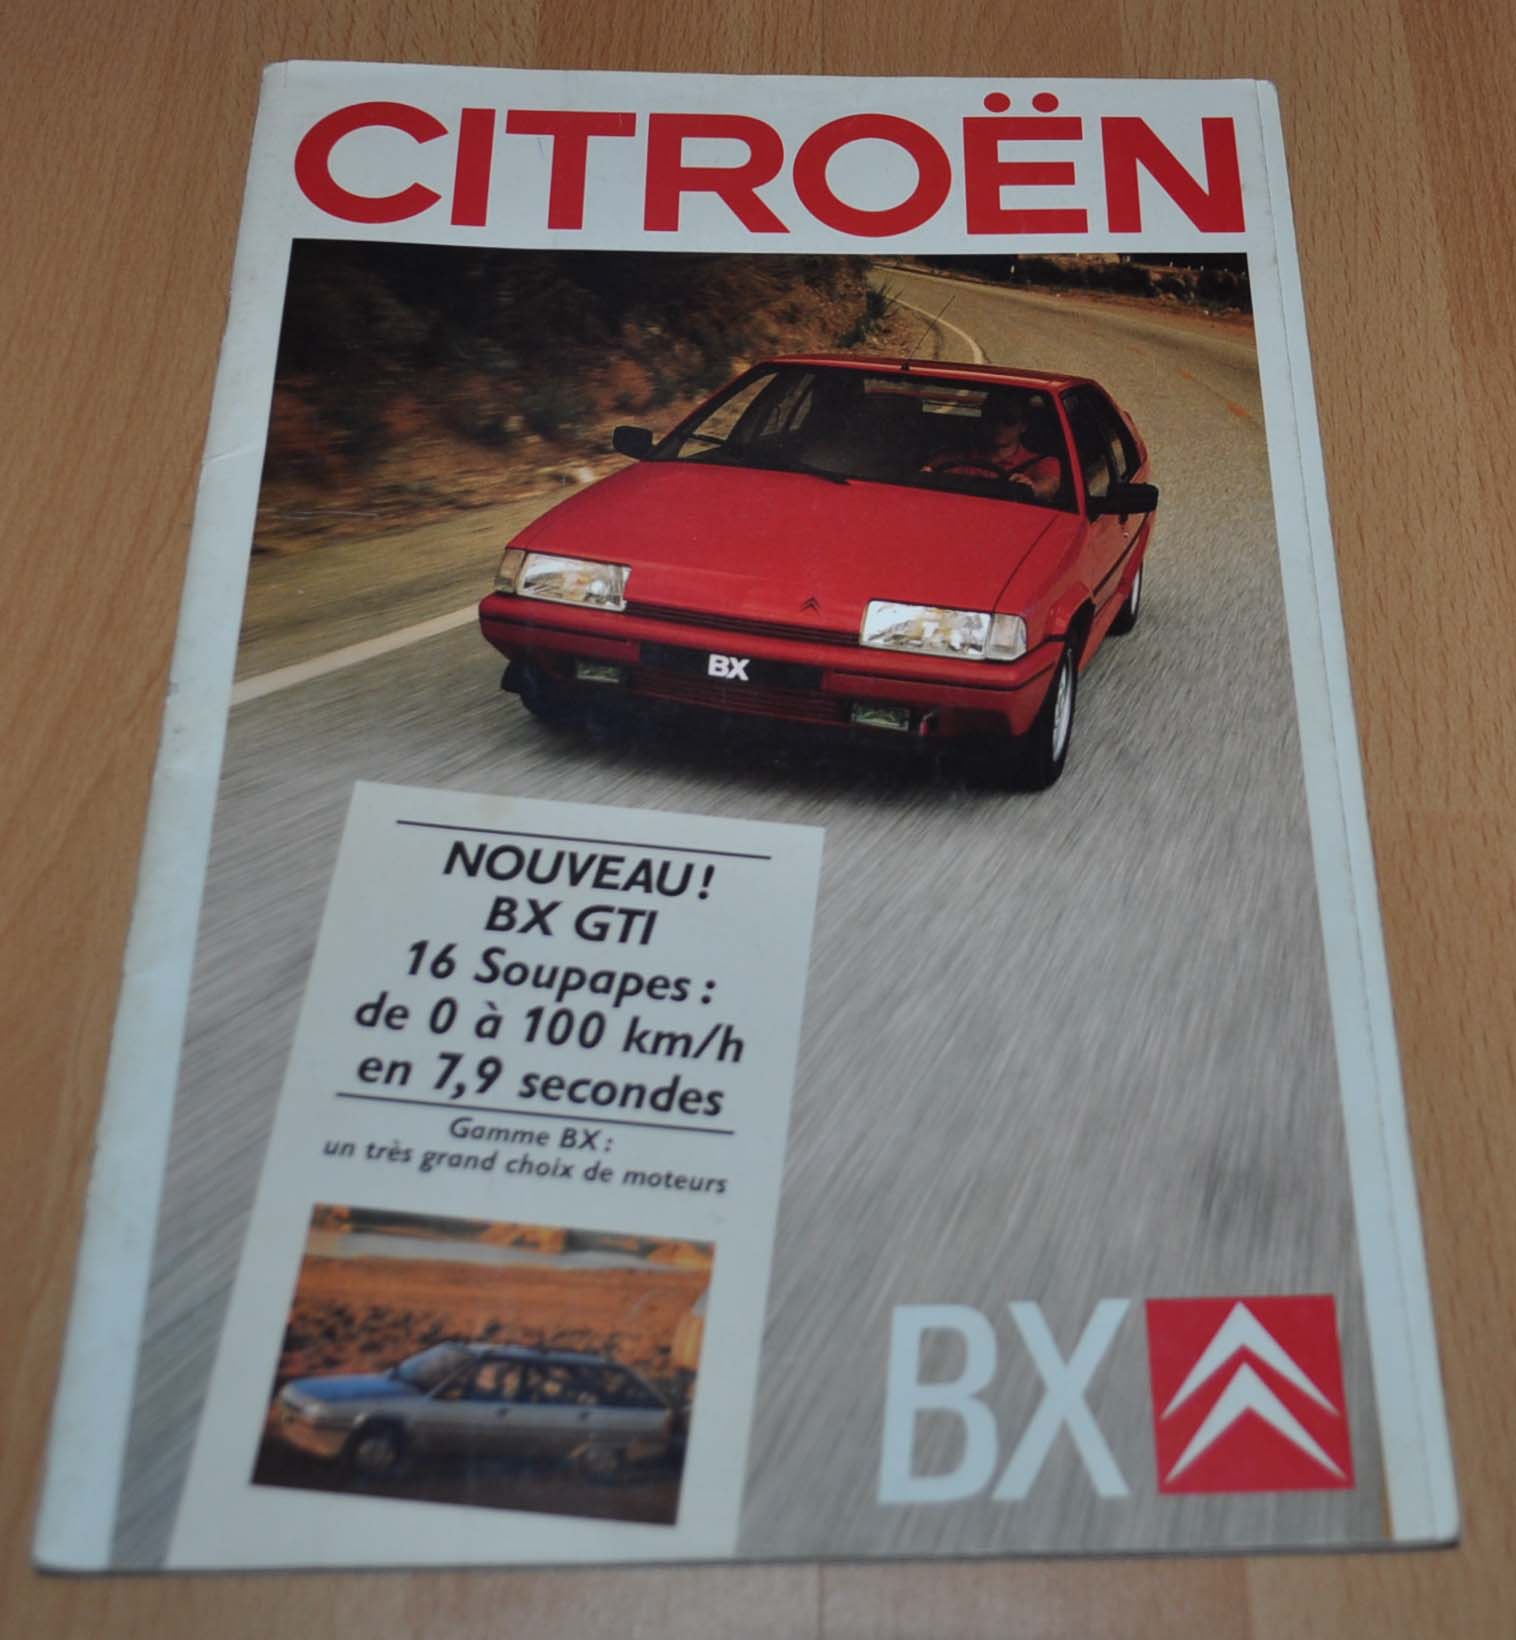 CITROËN
BX
NOUVEAU!
BX GTI
16 Soupapes :
de 0 à 100 km/h
en 7,9 secondes
Gamme BX :
un très grand choix de moteurs
BX